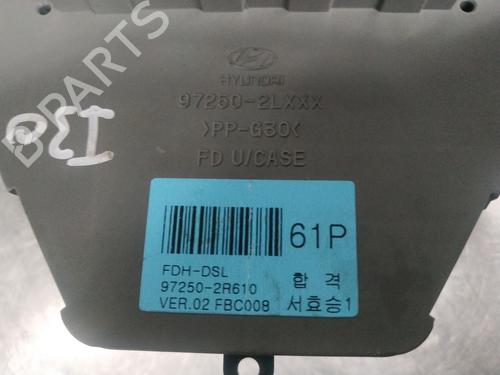 HYUNDAI
97250-2LXXX
>PP-G30<
FD U/CASE
61P
FDH-DSL
97250-2R610
VER.02 FBC008
합 격
서효승1
B-PARTS